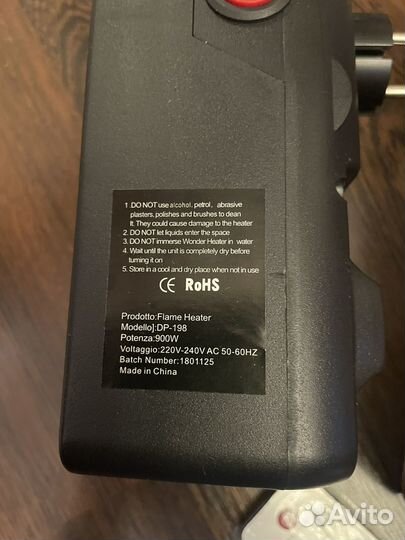 1 DO NOT use alcohol. petrol, abrasive
plasters, polishes and brushes to dean
It. They could cause damage to the heater
2. DO NOT let liquids enter the space
3. DO NOT immerse Wonder Heater in water
4. Wait until the unit is completely dry before
turning it on
5. Store in a cool and dry place when not in use
CE RoHS
Prodotto:Flame Heater
Modello]:DP-198
Potenza:900W
Voltaggio:220V-240V AC 50-60HZ
Batch Number:1801125
Made in China
Avito